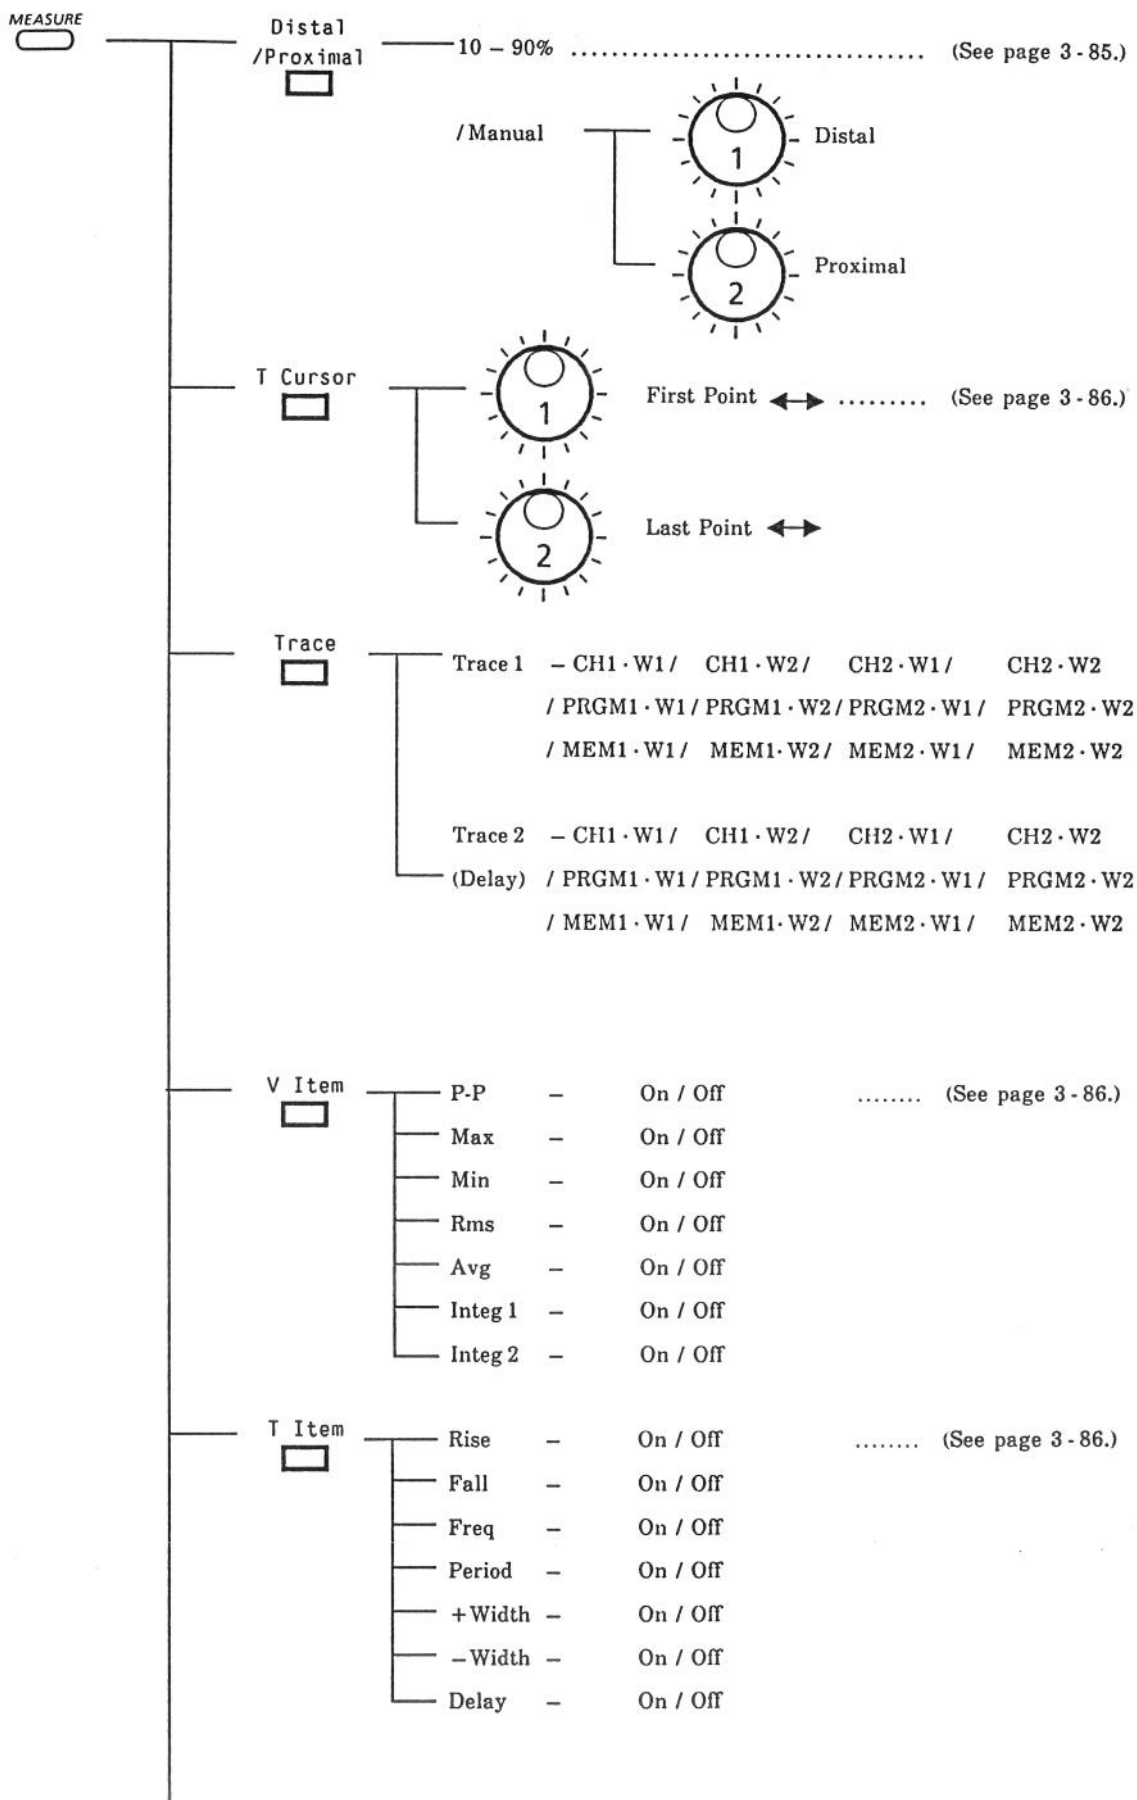 MEASURE
Distal
/Proximal
10 – 90% .................................... (See page 3 - 85.)
/ Manual
1
Distal
2
Proximal
T Cursor
1
First Point ◄─► ......... (See page 3 - 86.)
2
Last Point ◄─►
Trace
Trace 1 – CH1 · W1 / CH1 · W2 / CH2 · W1 / CH2 · W2
/ PRGM1 · W1 / PRGM1 · W2 / PRGM2 · W1 / PRGM2 · W2
/ MEM1 · W1 / MEM1 · W2 / MEM2 · W1 / MEM2 · W2
Trace 2 – CH1 · W1 / CH1 · W2 / CH2 · W1 / CH2 · W2
(Delay) / PRGM1 · W1 / PRGM1 · W2 / PRGM2 · W1 / PRGM2 · W2
/ MEM1 · W1 / MEM1 · W2 / MEM2 · W1 / MEM2 · W2
V Item
P-P – On / Off ........ (See page 3 - 86.)
Max – On / Off
Min – On / Off
Rms – On / Off
Avg – On / Off
Integ 1 – On / Off
Integ 2 – On / Off
T Item
Rise – On / Off ........ (See page 3 - 86.)
Fall – On / Off
Freq – On / Off
Period – On / Off
+Width – On / Off
–Width – On / Off
Delay – On / Off